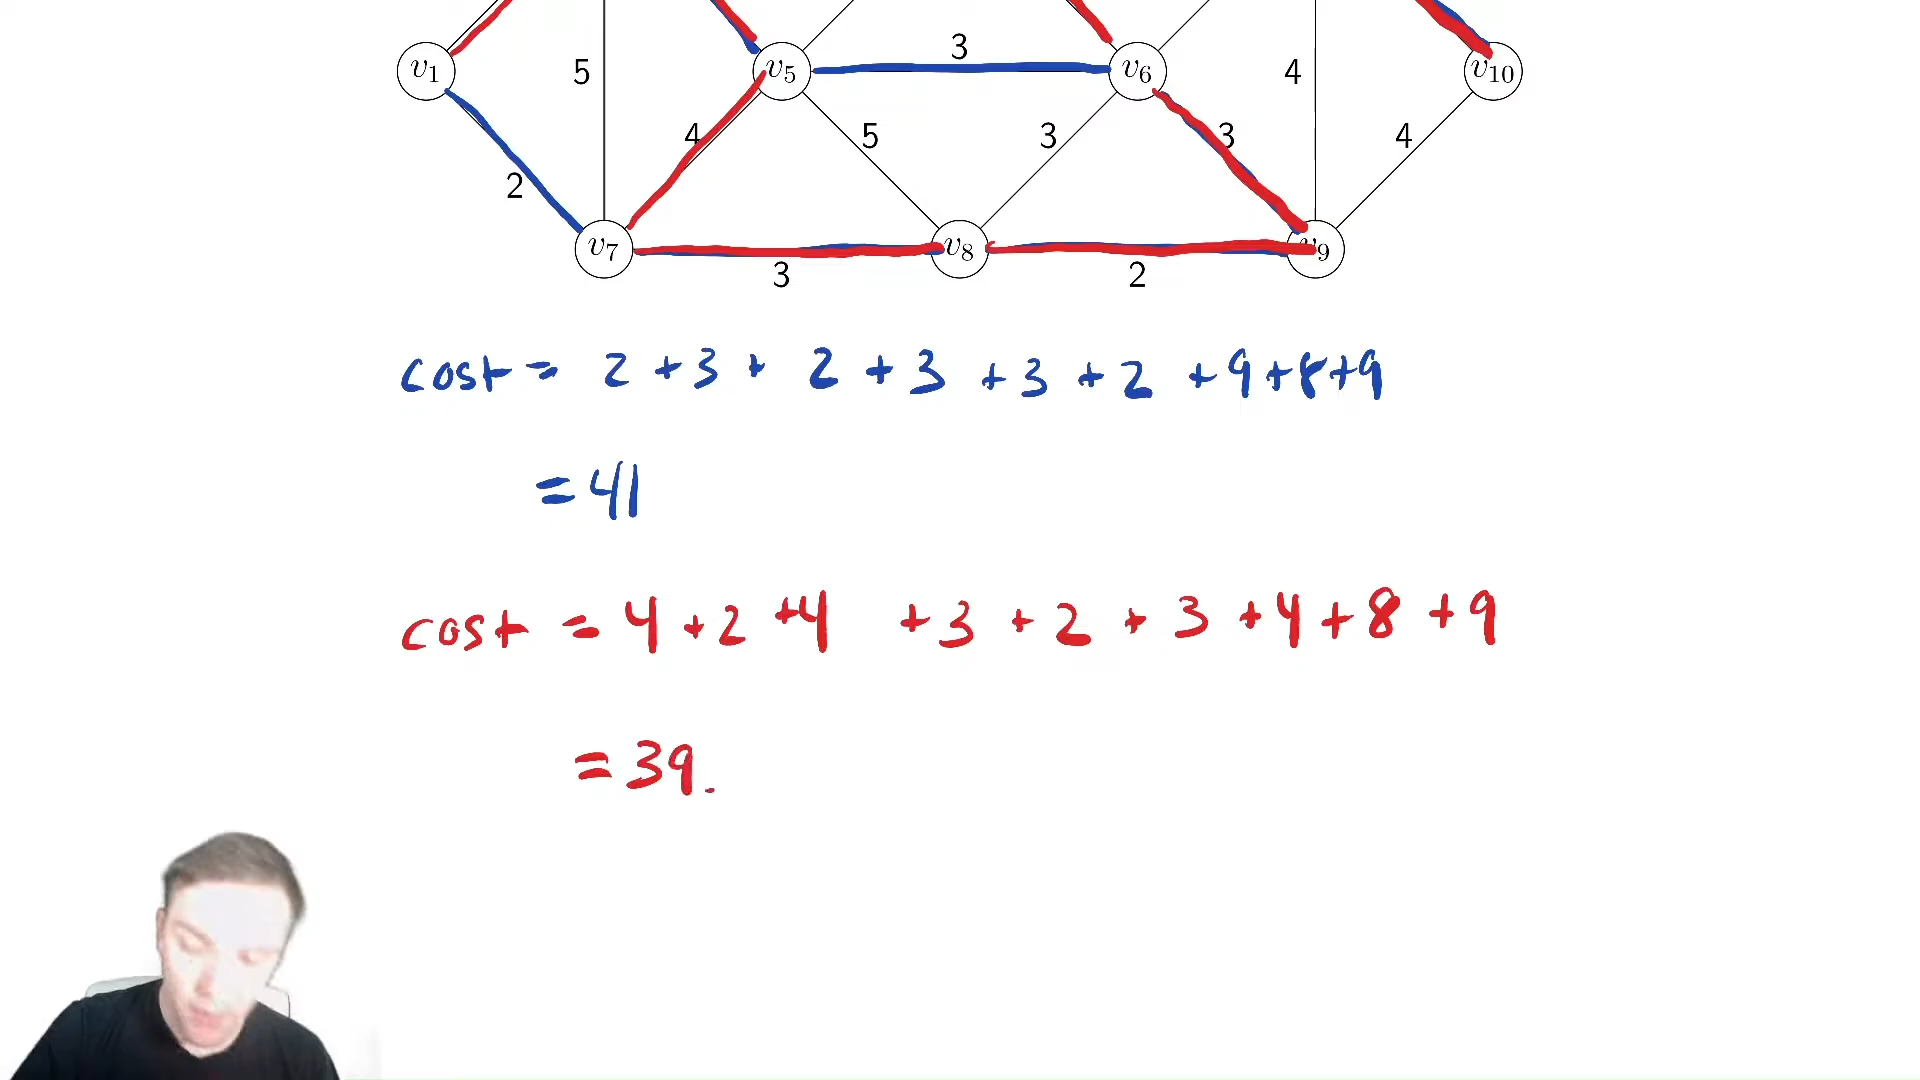 3
v1 5 v5 v6 4 v10
4 5 3 3 4
2
v7 v8 v9
3 2
cost = 2 + 3 + 2 + 3 + 3 + 2 + 9 + 8 + 9
= 41
cost = 4 + 2 + 4 + 3 + 2 + 3 + 4 + 8 + 9
= 39.